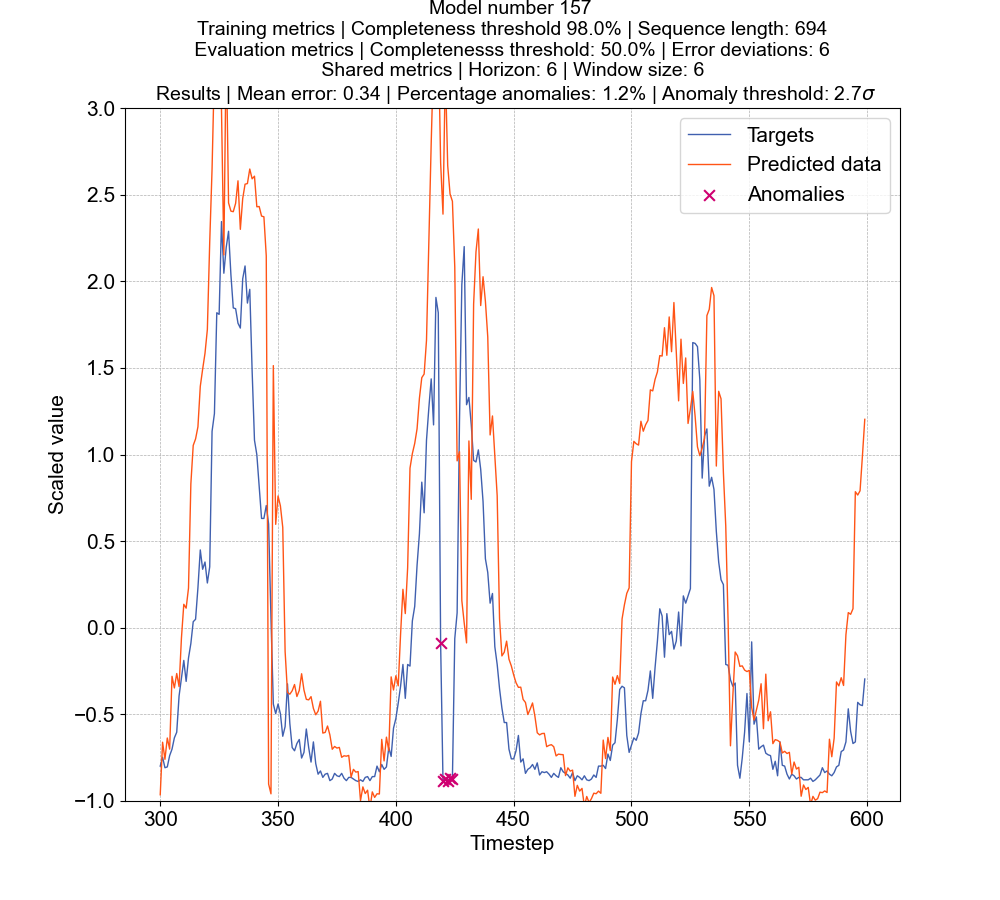 Model number 157
Training metrics | Completeness threshold 98.0% | Sequence length: 694
Evaluation metrics | Completenesss threshold: 50.0% | Error deviations: 6
Shared metrics | Horizon: 6 | Window size: 6
Results | Mean error: 0.34 | Percentage anomalies: 1.2% | Anomaly threshold: 2.7σ
3.0
2.5
2.0
1.5
1.0
0.5
0.0
−0.5
−1.0
Scaled value
Targets
Predicted data
Anomalies
300 350 400 450 500 550 600
Timestep